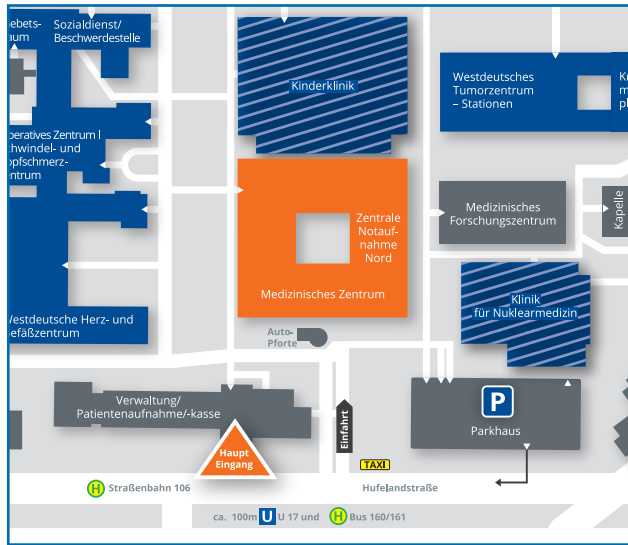 Sozialdienst/
Beschwerdestelle
Kinderklinik
Westdeutsches
Tumorzentrum
– Stationen
Zentrale
Notauf-
nahme
Nord
Medizinisches Zentrum
Medizinisches
Forschungszentrum
Kapelle
Klinik
für Nuklearmedizin
Herz- und
Auto-
Pforte
Verwaltung/
Patientenaufnahme/-kasse
Haupt
Eingang
Einfahrt
P
Parkhaus
TAXI
H Straßenbahn 106
Hufelandstraße
ca. 100m U U 17 und H Bus 160/161